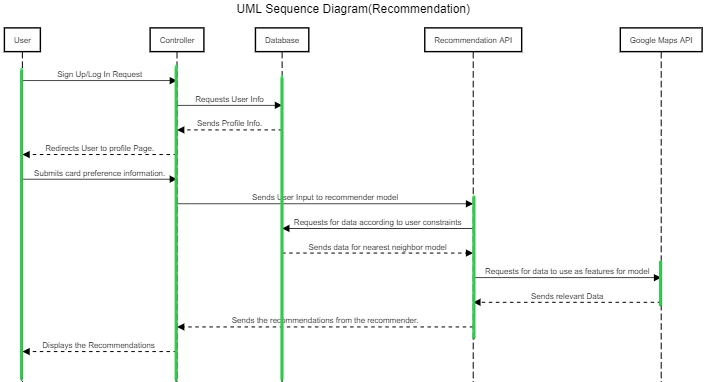 UML Sequence Diagram(Recommendation)
User
Controller
Database
Recommendation API
Google Maps API
Sign Up/Log In Request
Requests User Info
Sends Profile Info.
Redirects User to profile Page.
Submits card preference information.
Sends User Input to recommender model
Requests for data according to user constraints
Sends data for nearest neighbor model
Requests for data to use as features for model
Sends relevant Data
Sends the recommendations from the recommender.
Displays the Recommendations